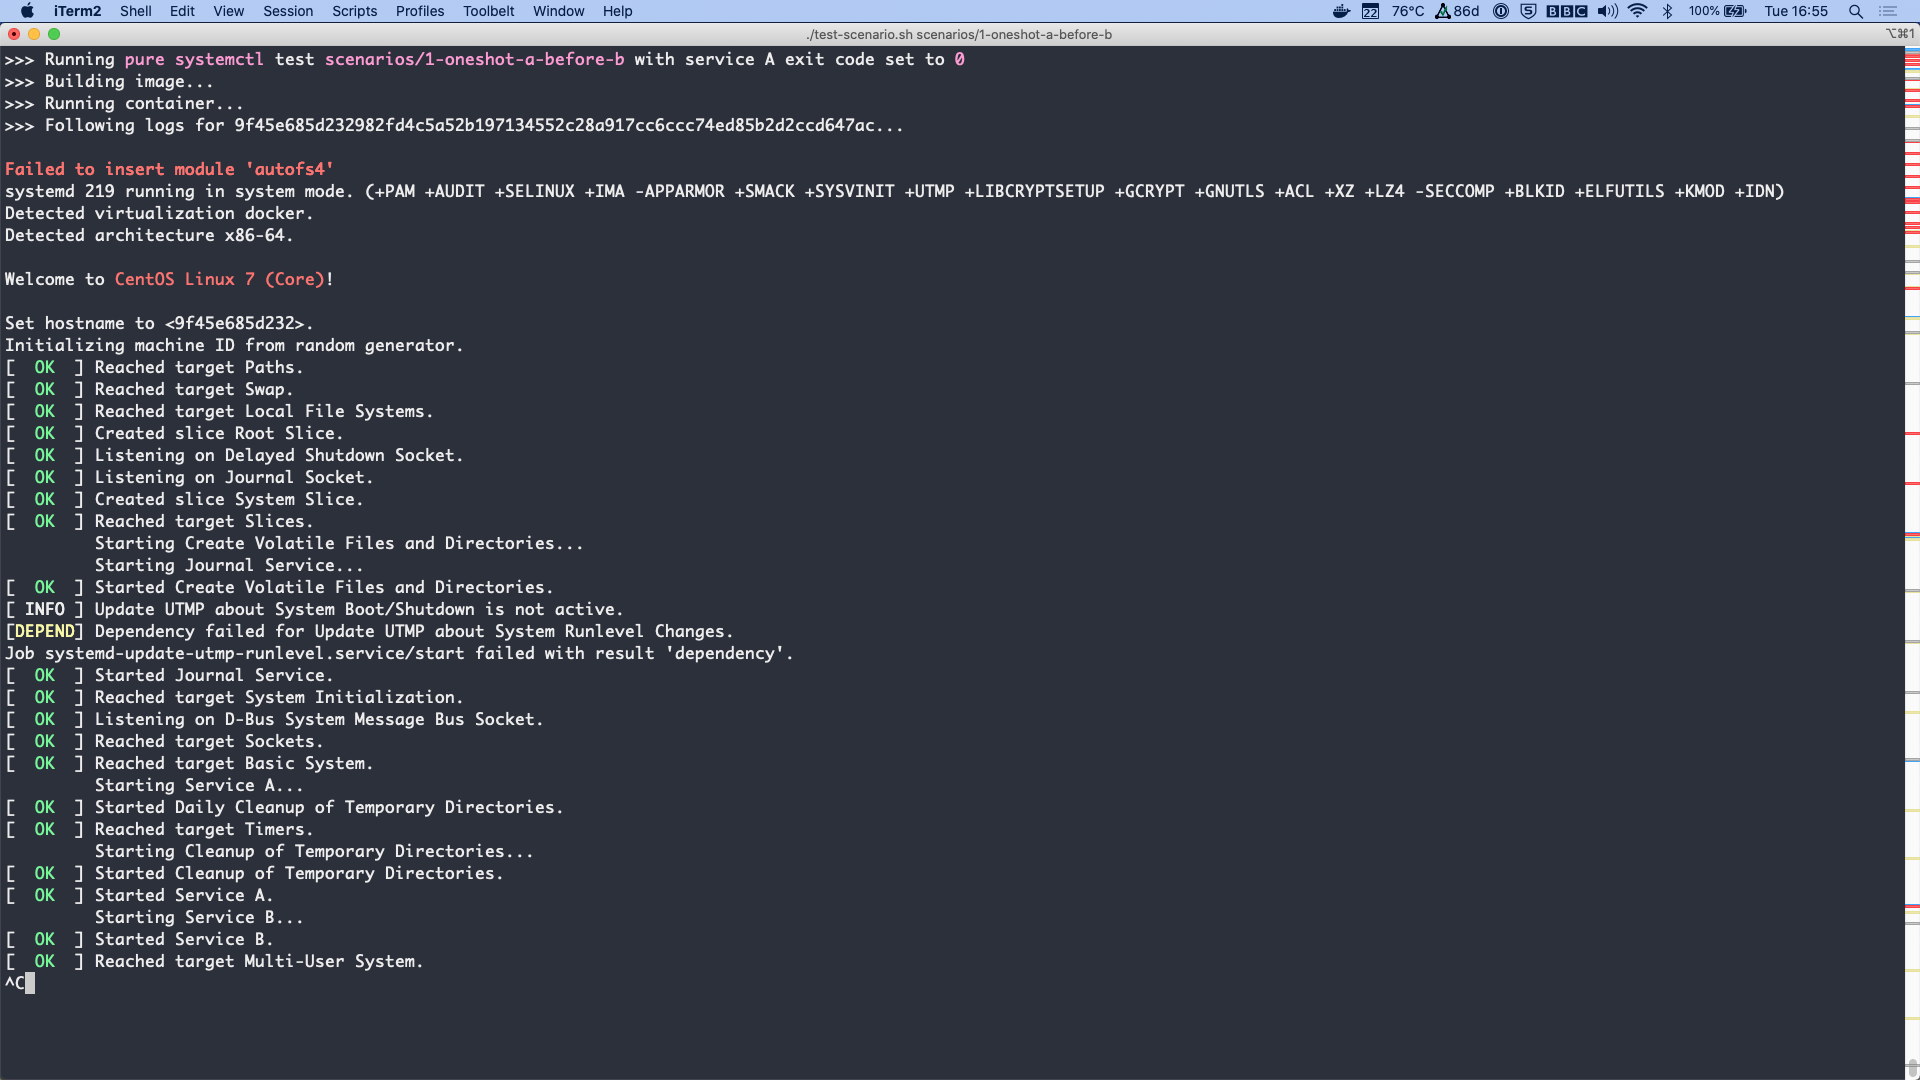 iTerm2 Shell Edit View Session Scripts Profiles Toolbelt Window Help 22 76°C 86d BBC 100% Tue 16:55
./test-scenario.sh scenarios/1-oneshot-a-before-b ⌥⌘1
>>> Running pure systemctl test scenarios/1-oneshot-a-before-b with service A exit code set to 0
>>> Building image...
>>> Running container...
>>> Following logs for 9f45e685d232982fd4c5a52b197134552c28a917cc6ccc74ed85b2d2ccd647ac...
Failed to insert module 'autofs4'
systemd 219 running in system mode. (+PAM +AUDIT +SELINUX +IMA -APPARMOR +SMACK +SYSVINIT +UTMP +LIBCRYPTSETUP +GCRYPT +GNUTLS +ACL +XZ +LZ4 -SECCOMP +BLKID +ELFUTILS +KMOD +IDN)
Detected virtualization docker.
Detected architecture x86-64.
Welcome to CentOS Linux 7 (Core)!
Set hostname to <9f45e685d232>.
Initializing machine ID from random generator.
[  OK  ] Reached target Paths.
[  OK  ] Reached target Swap.
[  OK  ] Reached target Local File Systems.
[  OK  ] Created slice Root Slice.
[  OK  ] Listening on Delayed Shutdown Socket.
[  OK  ] Listening on Journal Socket.
[  OK  ] Created slice System Slice.
[  OK  ] Reached target Slices.
         Starting Create Volatile Files and Directories...
         Starting Journal Service...
[  OK  ] Started Create Volatile Files and Directories.
[ INFO ] Update UTMP about System Boot/Shutdown is not active.
[DEPEND] Dependency failed for Update UTMP about System Runlevel Changes.
Job systemd-update-utmp-runlevel.service/start failed with result 'dependency'.
[  OK  ] Started Journal Service.
[  OK  ] Reached target System Initialization.
[  OK  ] Listening on D-Bus System Message Bus Socket.
[  OK  ] Reached target Sockets.
[  OK  ] Reached target Basic System.
         Starting Service A...
[  OK  ] Started Daily Cleanup of Temporary Directories.
[  OK  ] Reached target Timers.
         Starting Cleanup of Temporary Directories...
[  OK  ] Started Cleanup of Temporary Directories.
[  OK  ] Started Service A.
         Starting Service B...
[  OK  ] Started Service B.
[  OK  ] Reached target Multi-User System.
^C